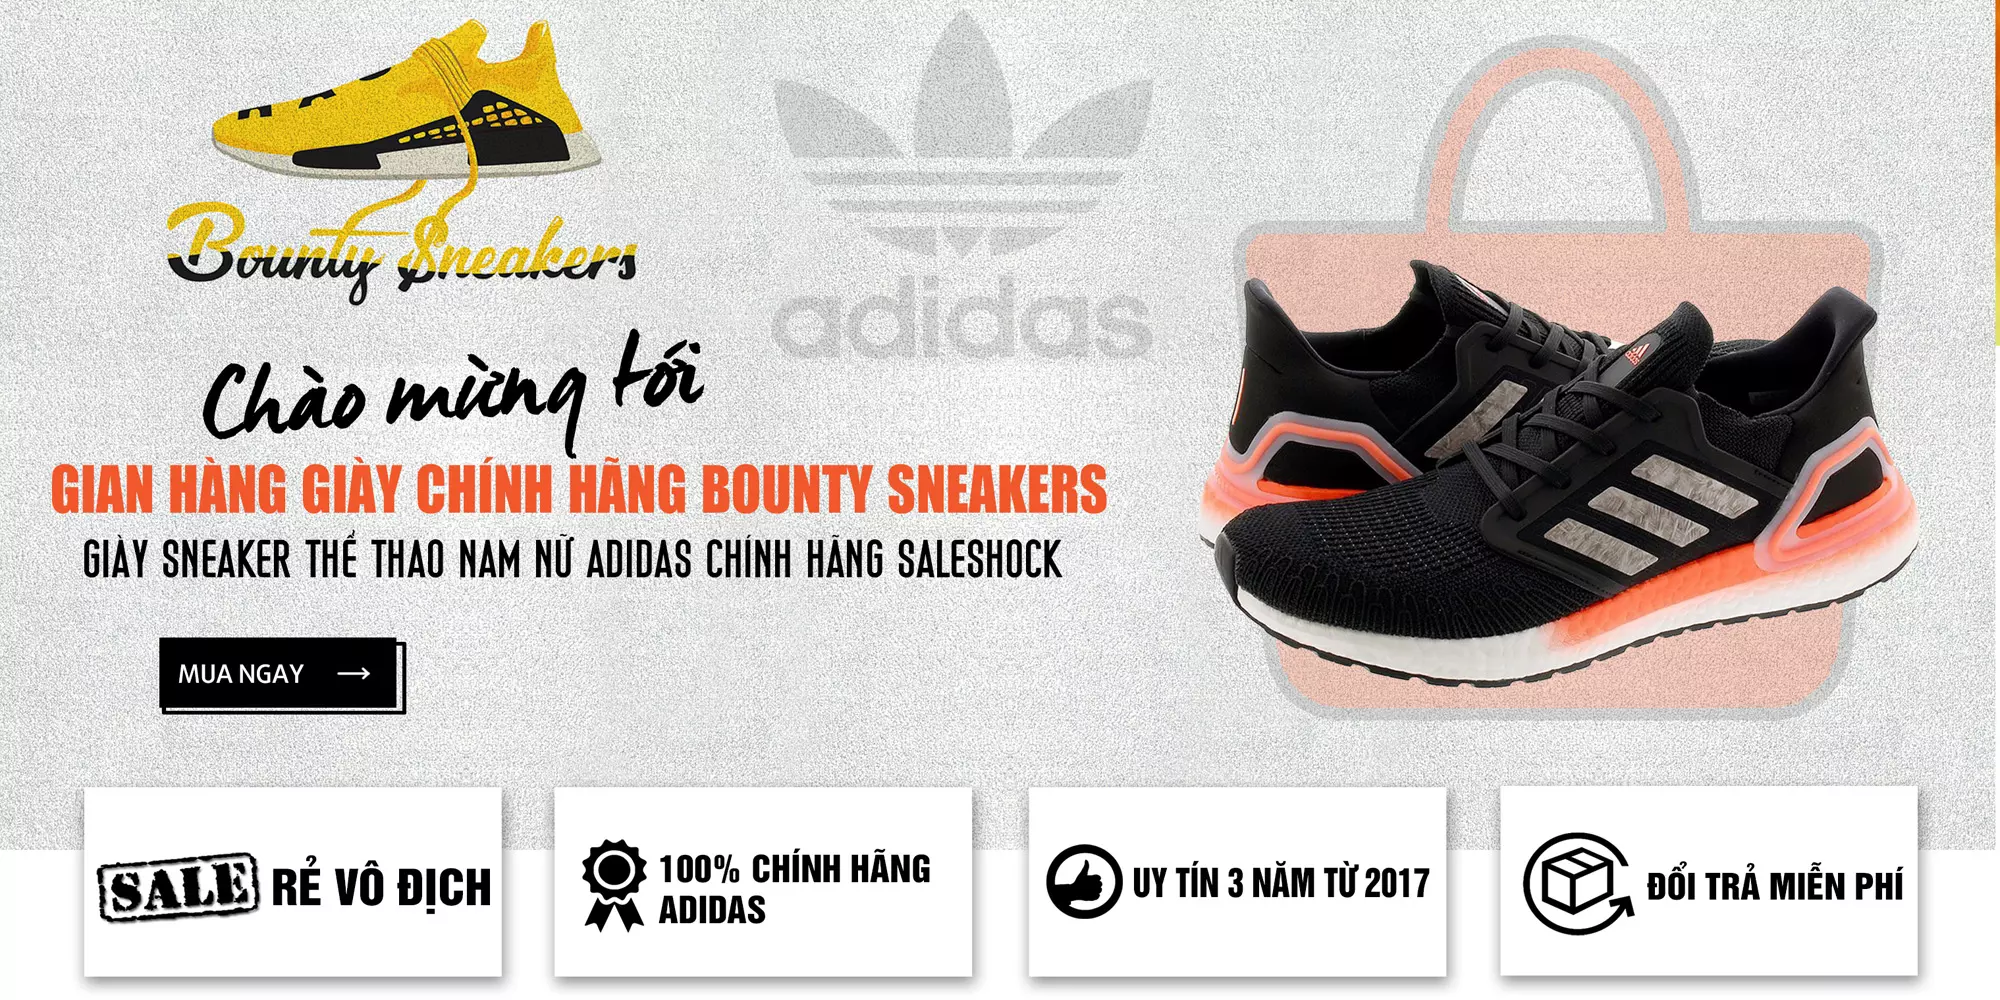 Bounty Sneakers
adidas
Chào mừng tới
GIAN HÀNG GIÀY CHÍNH HÃNG BOUNTY SNEAKERS
GIÀY SNEAKER THỂ THAO NAM NỮ ADIDAS CHÍNH HÃNG SALESHOCK
MUA NGAY
SALE RẺ VÔ ĐỊCH
100% CHÍNH HÃNG
ADIDAS
UY TÍN 3 NĂM TỪ 2017
ĐỔI TRẢ MIỄN PHÍ